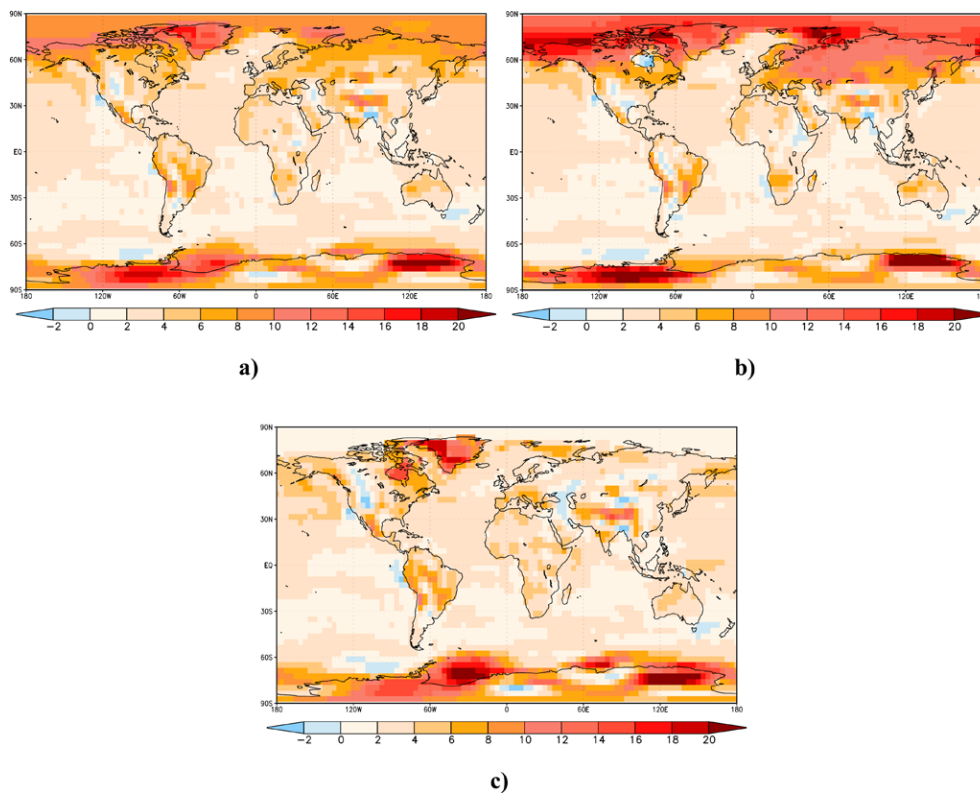 90N 90N
60N 60N
30N 30N
EQ EQ
30S 30S
60S 60S
90S 90S
180 120W 60W 0 60E 120E 180 180 120W 60W 0 60E 120E 180
−2 0 2 4 6 8 10 12 14 16 18 20 −2 0 2 4 6 8 10 12 14 16 18 20
a) b)
90N
60N
30N
EQ
30S
60S
90S
180 120W 60W 0 60E 120E 180
−2 0 2 4 6 8 10 12 14 16 18 20
c)